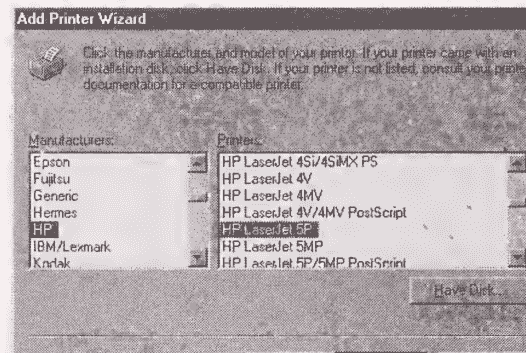 Add Printer Wizard
Click the manufacturer and model of your printer. If your printer came with an
installation disk, click Have Disk. If your printer is not listed, consult your printe
documentation for a compatible printer.
Manufacturers:
Printers:
Epson
Fujitsu
Generic
Hermes
HP
IBM/Lexmark
Kodak
HP LaserJet 4Si/4SiMX PS
HP LaserJet 4V
HP LaserJet 4MV
HP LaserJet 4V/4MV PostScript
HP LaserJet 5P
HP LaserJet 5MP
HP LaserJet 5P/5MP PostScript
Have Disk...